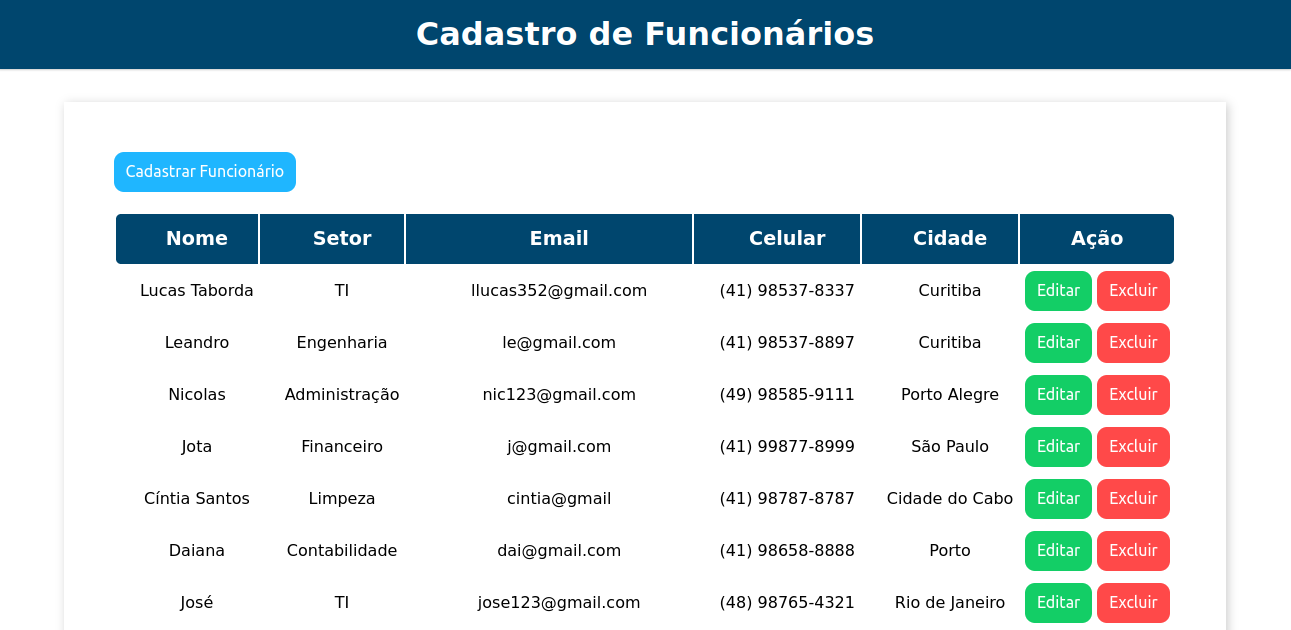 Cadastro de Funcionários
Cadastrar Funcionário
Nome Setor Email Celular Cidade Ação
Lucas Taborda TI llucas352@gmail.com (41) 98537-8337 Curitiba Editar Excluir
Leandro Engenharia le@gmail.com (41) 98537-8897 Curitiba Editar Excluir
Nicolas Administração nic123@gmail.com (49) 98585-9111 Porto Alegre Editar Excluir
Jota Financeiro j@gmail.com (41) 99877-8999 São Paulo Editar Excluir
Cíntia Santos Limpeza cintia@gmail (41) 98787-8787 Cidade do Cabo Editar Excluir
Daiana Contabilidade dai@gmail.com (41) 98658-8888 Porto Editar Excluir
José TI jose123@gmail.com (48) 98765-4321 Rio de Janeiro Editar Excluir